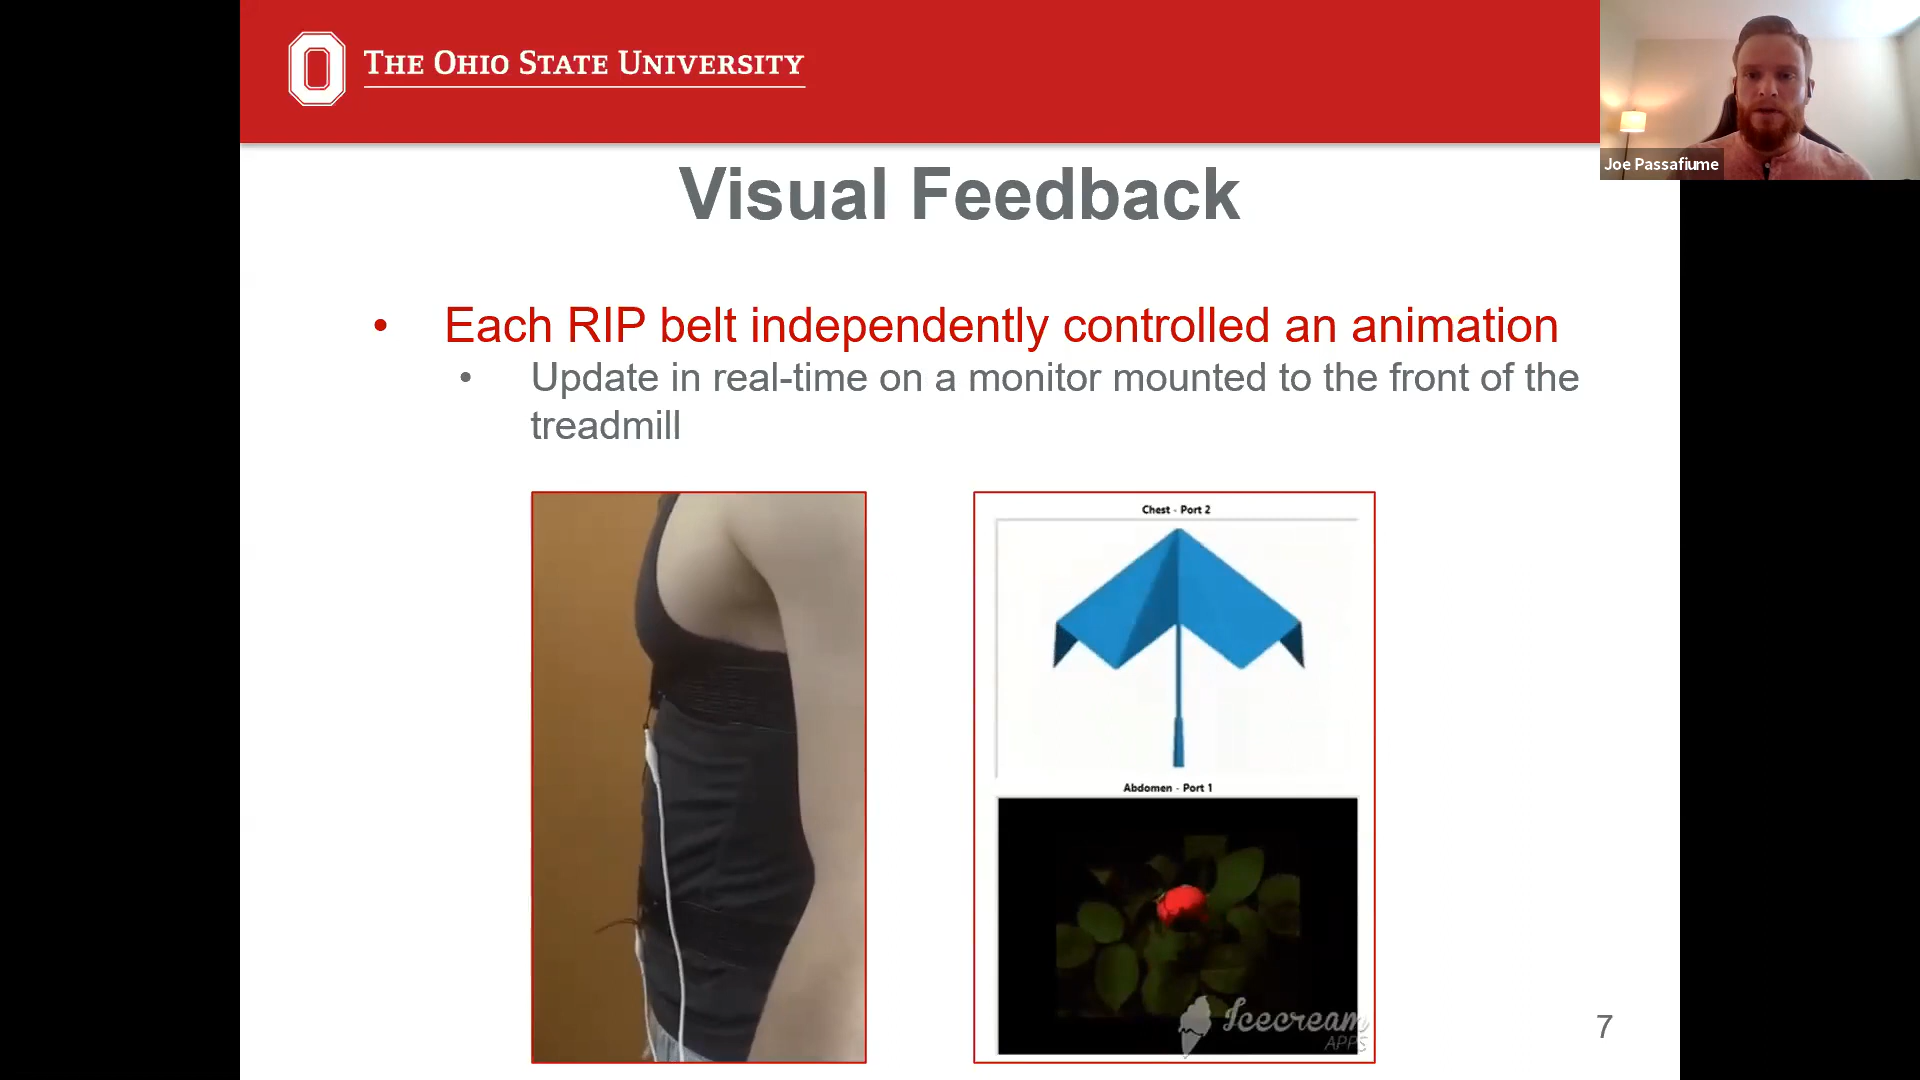 THE OHIO STATE UNIVERSITY
Joe Passafiume
Visual Feedback
• Each RIP belt independently controlled an animation
• Update in real-time on a monitor mounted to the front of the
treadmill
Chest - Port 2
Abdomen - Port 1
Icecream
APPS
7